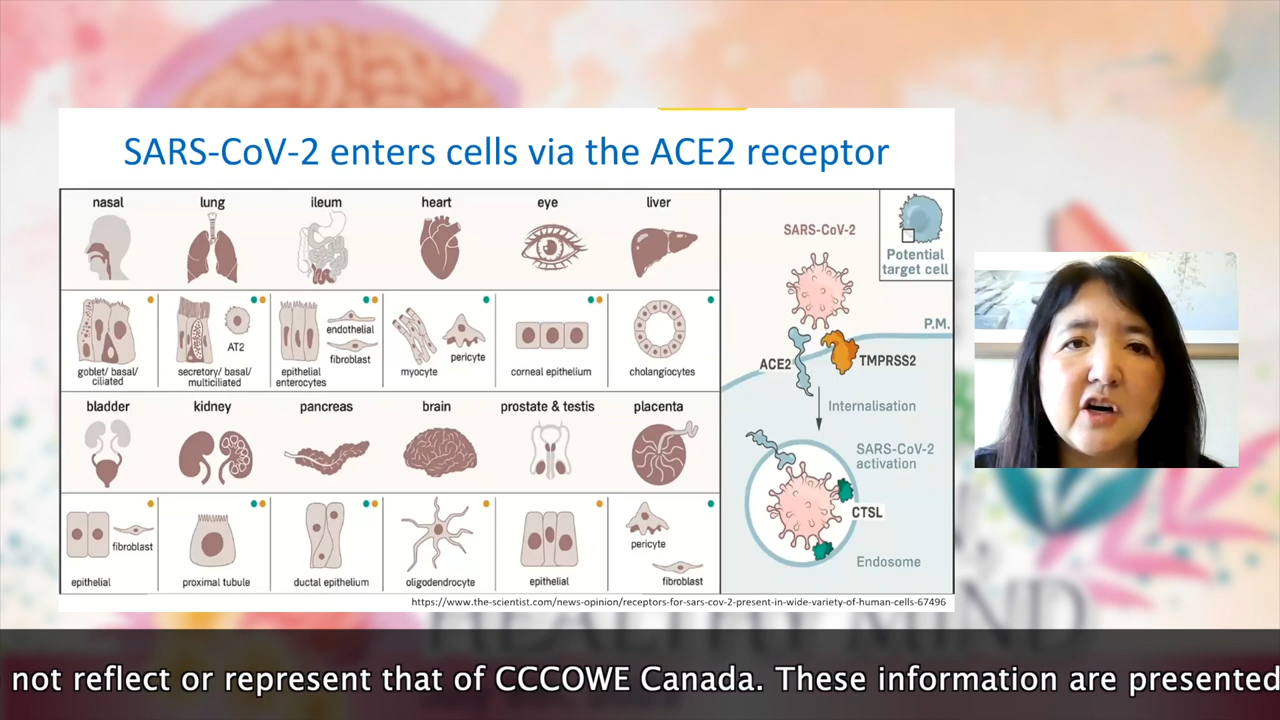 SARS-CoV-2 enters cells via the ACE2 receptor
nasal lung ileum heart eye liver
goblet/ basal/
ciliated
secretory/ basal/
multiciliated
AT2
endothelial
fibroblast
epithelial
enterocytes
myocyte
pericyte
corneal epithelium
cholangiocytes
bladder kidney pancreas brain prostate & testis placenta
fibroblast
epithelial
proximal tubule
ductal epithelium
oligodendrocyte
epithelial
pericyte
fibroblast
SARS-CoV-2
Potential
target cell
P.M.
ACE2
TMPRSS2
Internalisation
SARS-CoV-2
activation
CTSL
Endosome
https://www.the-scientist.com/news-opinion/receptors-for-sars-cov-2-present-in-wide-variety-of-human-cells-67496
HEALTHY MIND
not reflect or represent that of CCCOWE Canada. These information are presented